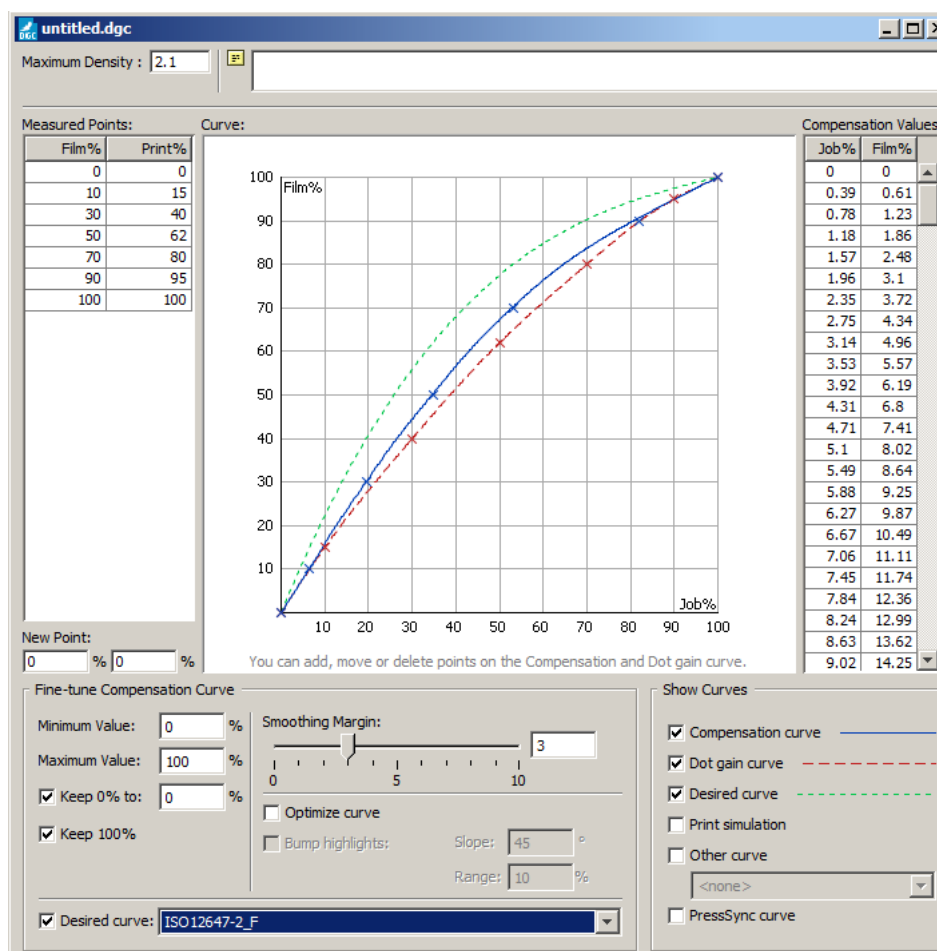 DGC untitled.dgc
Maximum Density : 2.1
Measured Points:
Film% Print%
0 0
10 15
30 40
50 62
70 80
90 95
100 100
New Point:
0 % 0 %
Curve:
Film%
100
90
80
70
60
50
40
30
20
10
Job%
10 20 30 40 50 60 70 80 90 100
You can add, move or delete points on the Compensation and Dot gain curve.
Compensation Values
Job% Film%
0 0
0.39 0.61
0.78 1.23
1.18 1.86
1.57 2.48
1.96 3.1
2.35 3.72
2.75 4.34
3.14 4.96
3.53 5.57
3.92 6.19
4.31 6.8
4.71 7.41
5.1 8.02
5.49 8.64
5.88 9.25
6.27 9.87
6.67 10.49
7.06 11.11
7.45 11.74
7.84 12.36
8.24 12.99
8.63 13.62
9.02 14.25
Fine-tune Compensation Curve
Minimum Value: 0 %
Maximum Value: 100 %
Keep 0% to: 0 %
Keep 100%
Smoothing Margin:
3
0 5 10
Optimize curve
Bump highlights: Slope: 45 °
Range: 10 %
Desired curve: ISO12647-2_F
Show Curves
Compensation curve
Dot gain curve
Desired curve
Print simulation
Other curve
<none>
PressSync curve